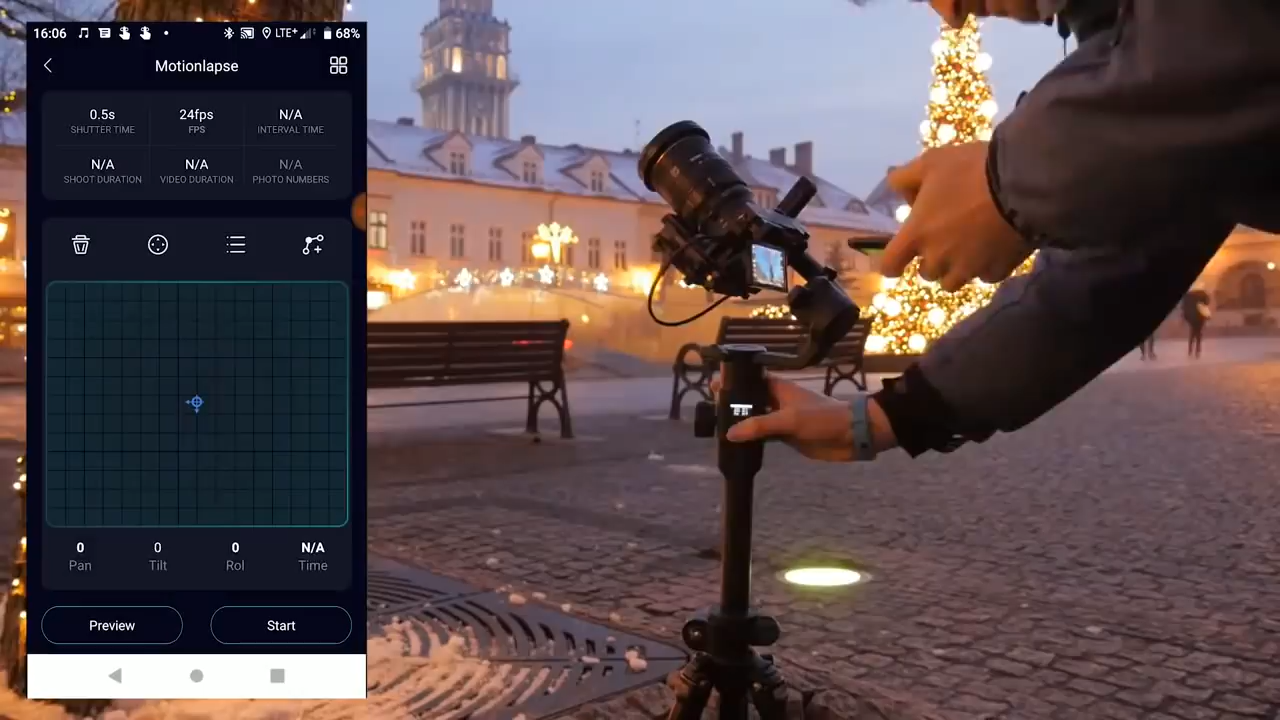 16:06 LTE+ 68%
Motionlapse
0.5s 24fps N/A
SHUTTER TIME FPS INTERVAL TIME
N/A N/A N/A
SHOOT DURATION VIDEO DURATION PHOTO NUMBERS
0 0 0 N/A
Pan Tilt Rol Time
Preview Start